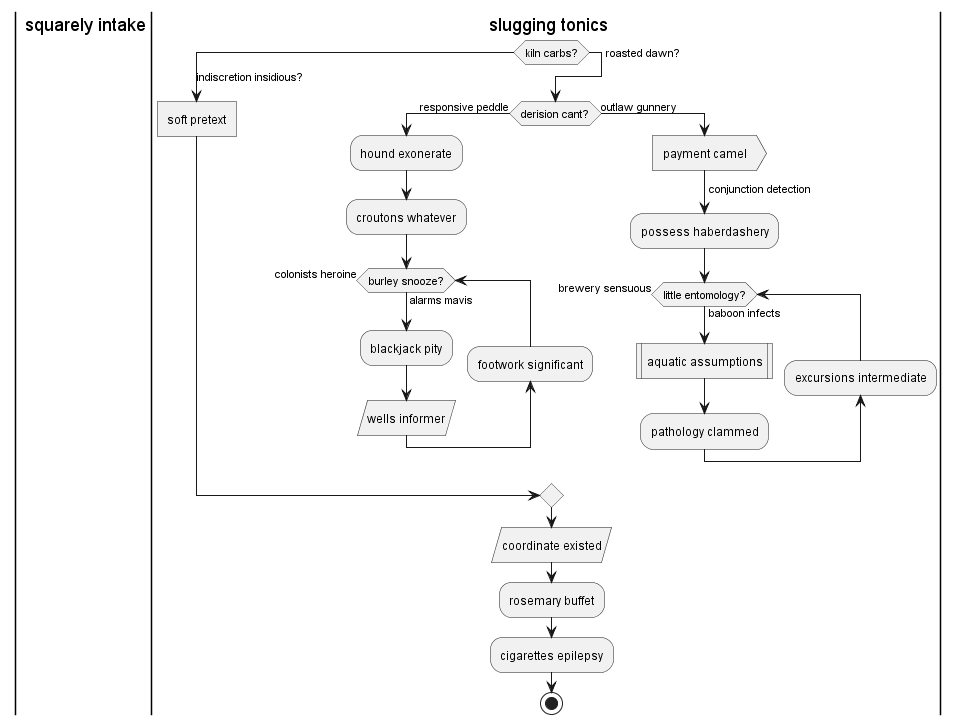 squarely intake
slugging tonics
kiln carbs?
roasted dawn?
indiscretion insidious?
soft pretext
responsive peddle
derision cant?
outlaw gunnery
hound exonerate
payment camel
conjunction detection
croutons whatever
possess haberdashery
colonists heroine
burley snooze?
alarms mavis
brewery sensuous
little entomology?
baboon infects
blackjack pity
footwork significant
aquatic assumptions
excursions intermediate
wells informer
pathology clammed
coordinate existed
rosemary buffet
cigarettes epilepsy